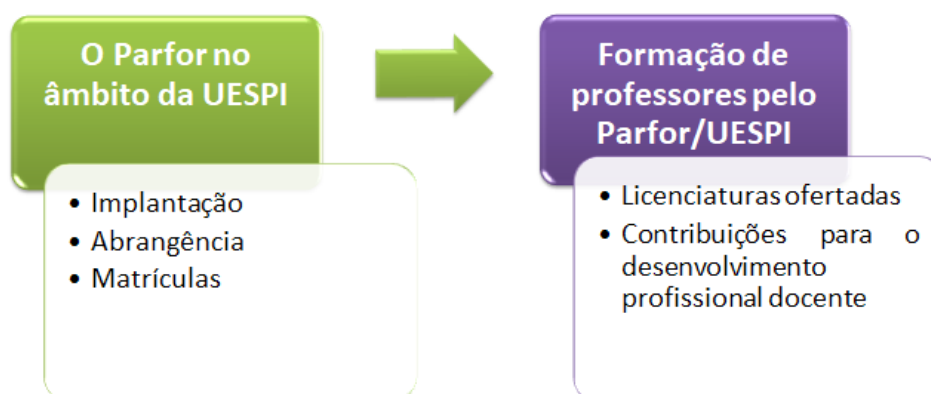 O Parfor no
âmbito da UESPI
• Implantação
• Abrangência
• Matrículas
Formação de
professores pelo
Parfor/UESPI
• Licenciaturas ofertadas
• Contribuições para o
desenvolvimento
profissional docente